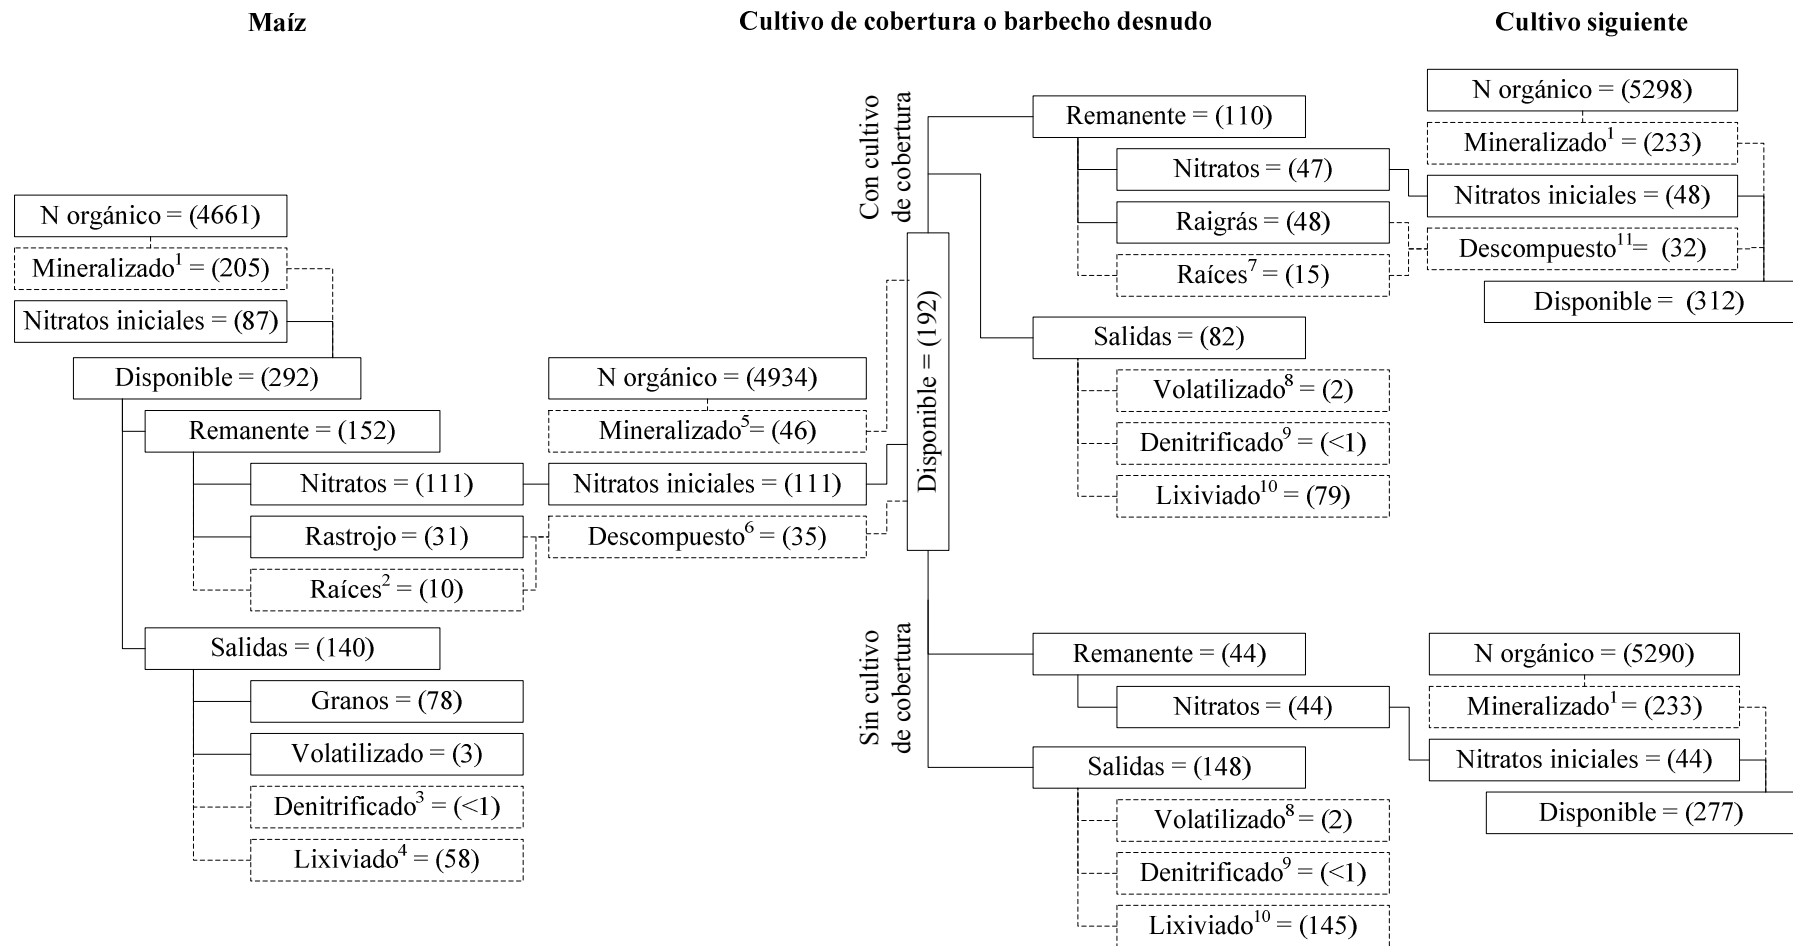 Maíz
Cultivo de cobertura o barbecho desnudo
Cultivo siguiente
N orgánico = (4661)
Mineralizado1 = (205)
Nitratos iniciales = (87)
Disponible = (292)
Remanente = (152)
Nitratos = (111)
Rastrojo = (31)
Raíces2 = (10)
Salidas = (140)
Granos = (78)
Volatilizado = (3)
Denitrificado3 = (<1)
Lixiviado4 = (58)
N orgánico = (4934)
Mineralizado5= (46)
Nitratos iniciales = (111)
Descompuesto6 = (35)
Disponible = (192)
Con cultivo
de cobertura
Remanente = (110)
Nitratos = (47)
Raigrás = (48)
Raíces7 = (15)
Salidas = (82)
Volatilizado8 = (2)
Denitrificado9 = (<1)
Lixiviado10 = (79)
Sin cultivo
de cobertura
Remanente = (44)
Nitratos = (44)
Salidas = (148)
Volatilizado8 = (2)
Denitrificado9 = (<1)
Lixiviado10 = (145)
N orgánico = (5298)
Mineralizado1 = (233)
Nitratos iniciales = (48)
Descompuesto11= (32)
Disponible = (312)
N orgánico = (5290)
Mineralizado1 = (233)
Nitratos iniciales = (44)
Disponible = (277)